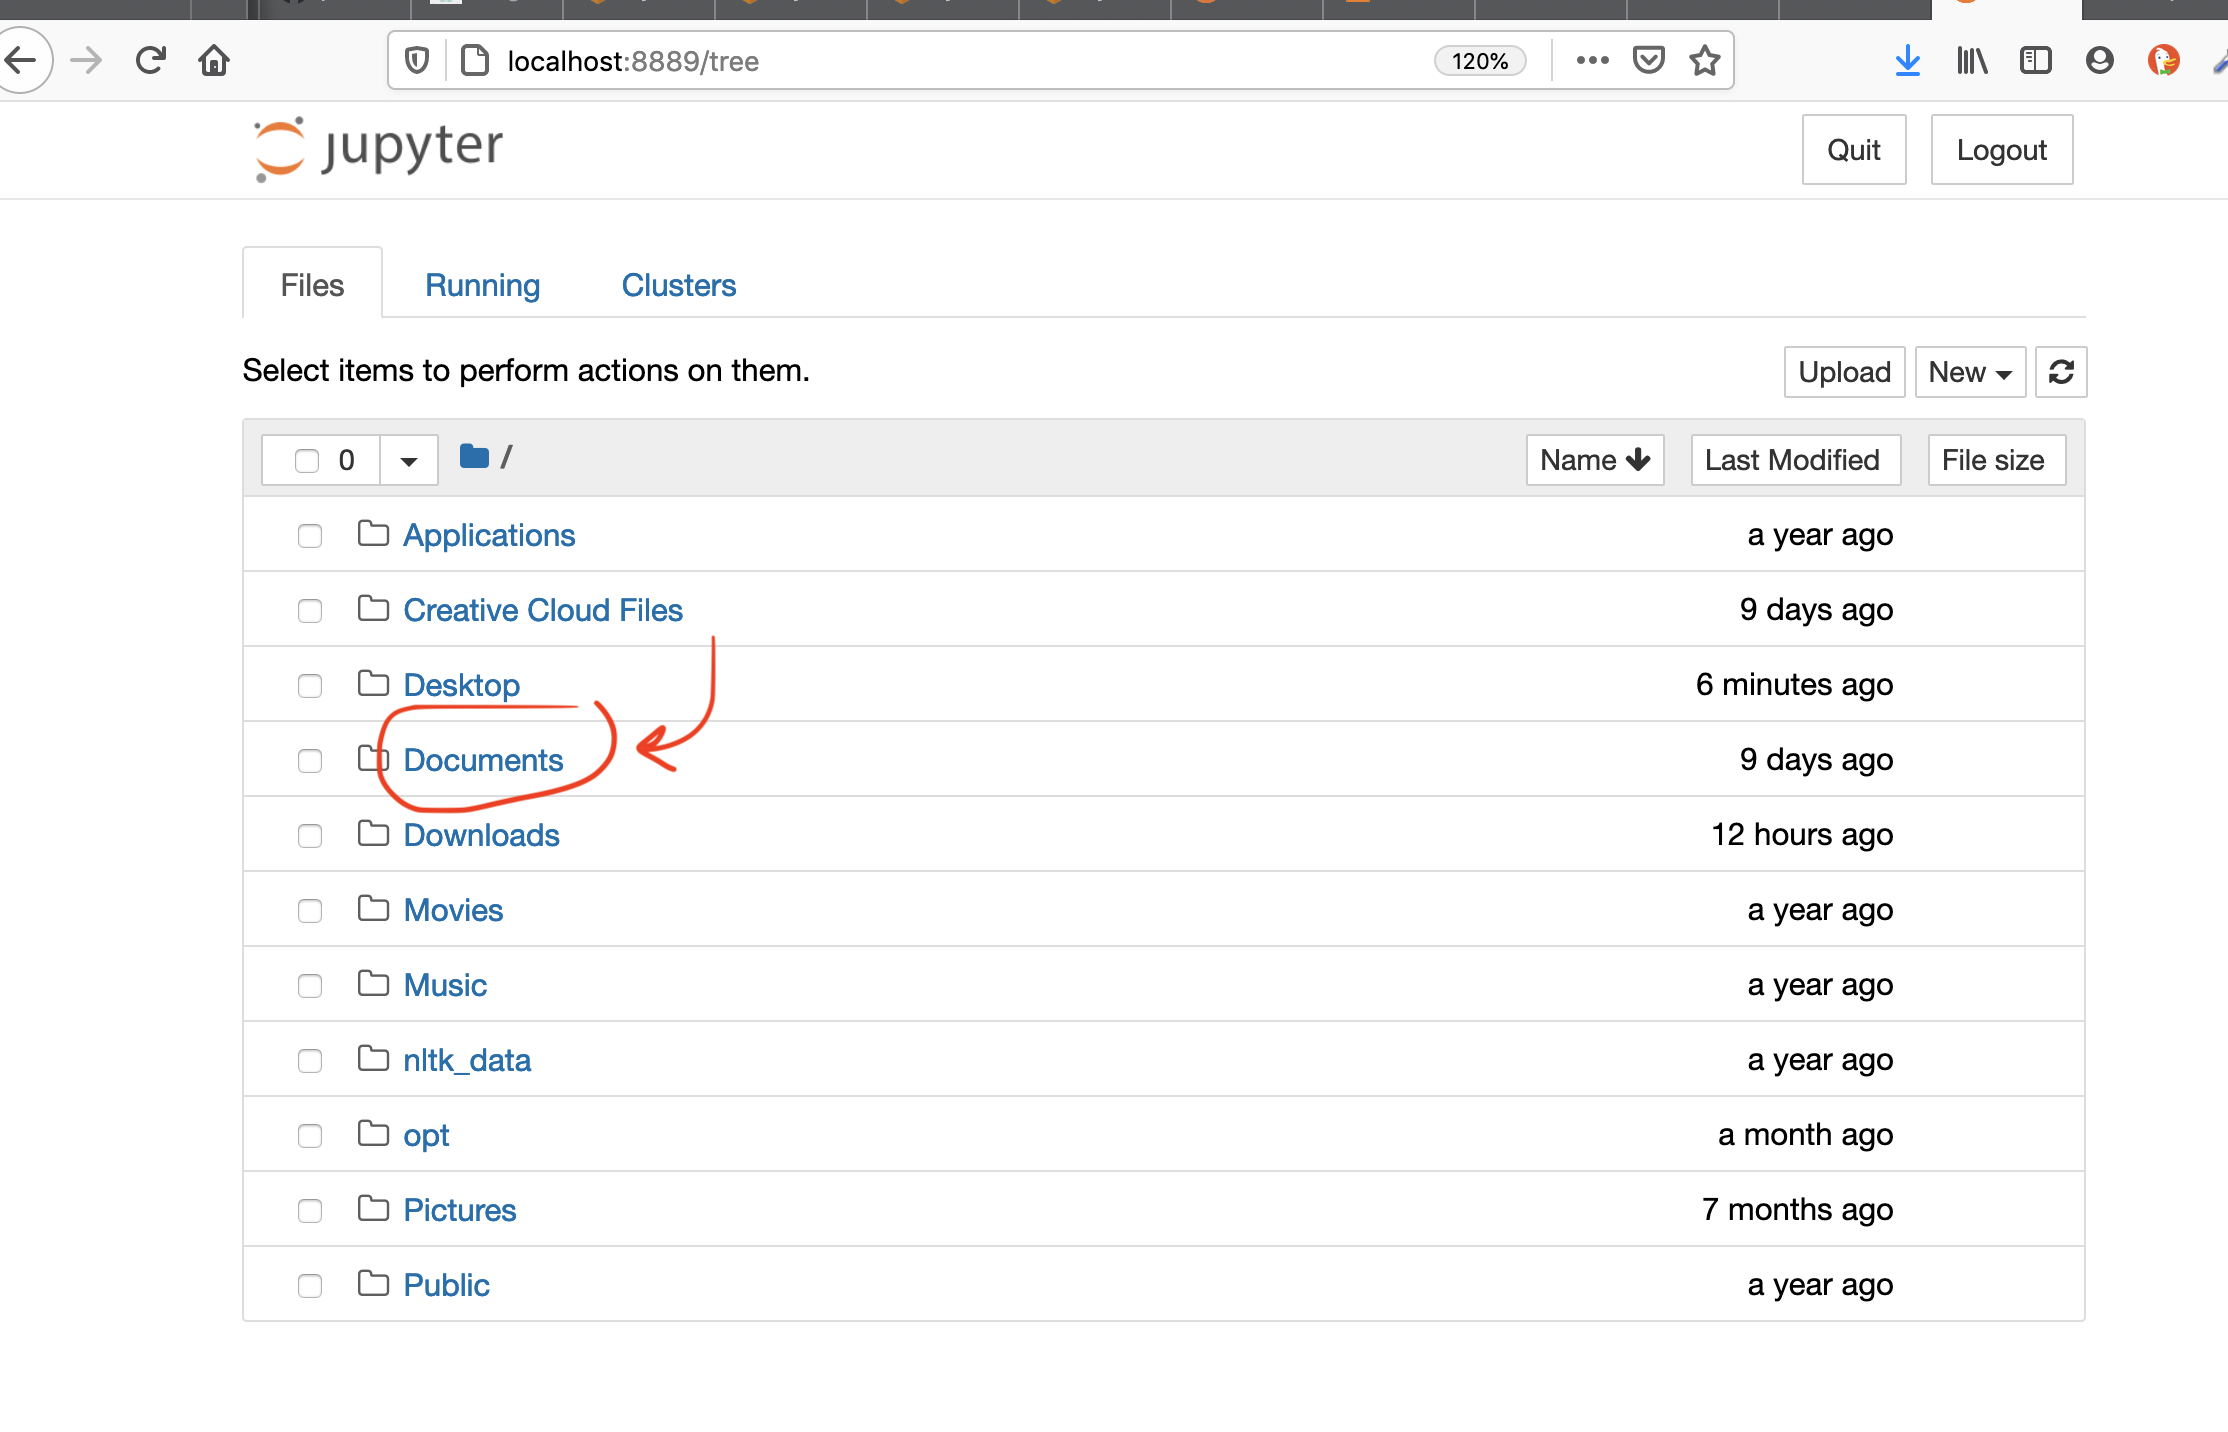 localhost:8889/tree 120%
jupyter Quit Logout
Files Running Clusters
Select items to perform actions on them. Upload New
0 / Name Last Modified File size
Applications a year ago
Creative Cloud Files 9 days ago
Desktop 6 minutes ago
Documents 9 days ago
Downloads 12 hours ago
Movies a year ago
Music a year ago
nltk_data a year ago
opt a month ago
Pictures 7 months ago
Public a year ago